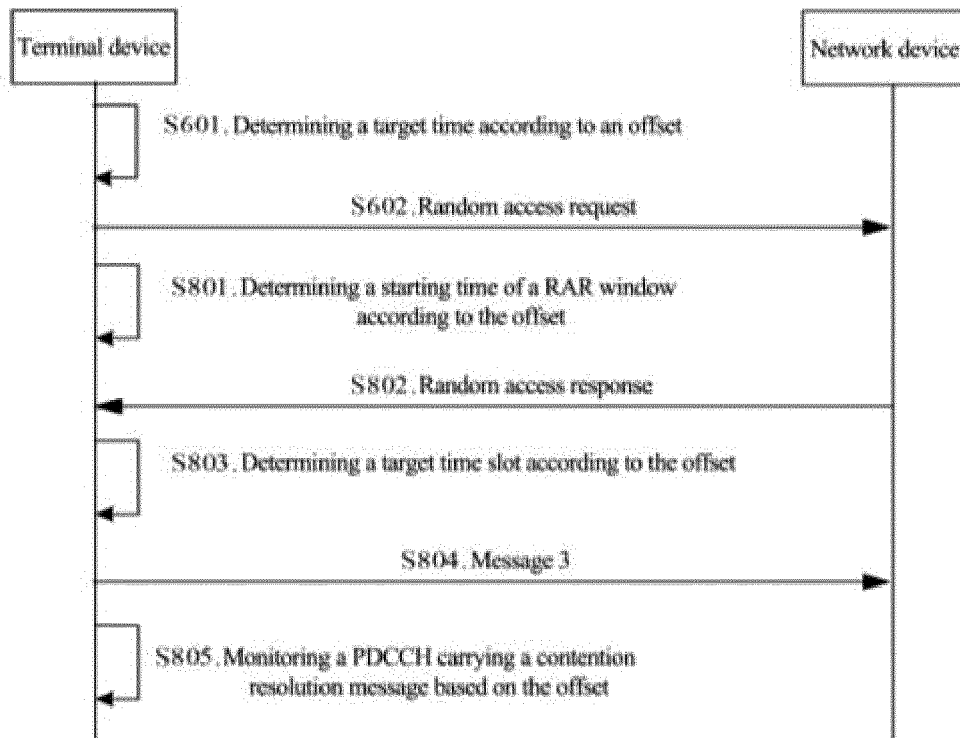 Terminal device
Network device
S601. Determining a target time according to an offset
S602. Random access request
S801. Determining a starting time of a RAR window
according to the offset
S802. Random access response
S803. Determining a target time slot according to the offset
S804. Message 3
S805. Monitoring a PDCCH carrying a contention
resolution message based on the offset